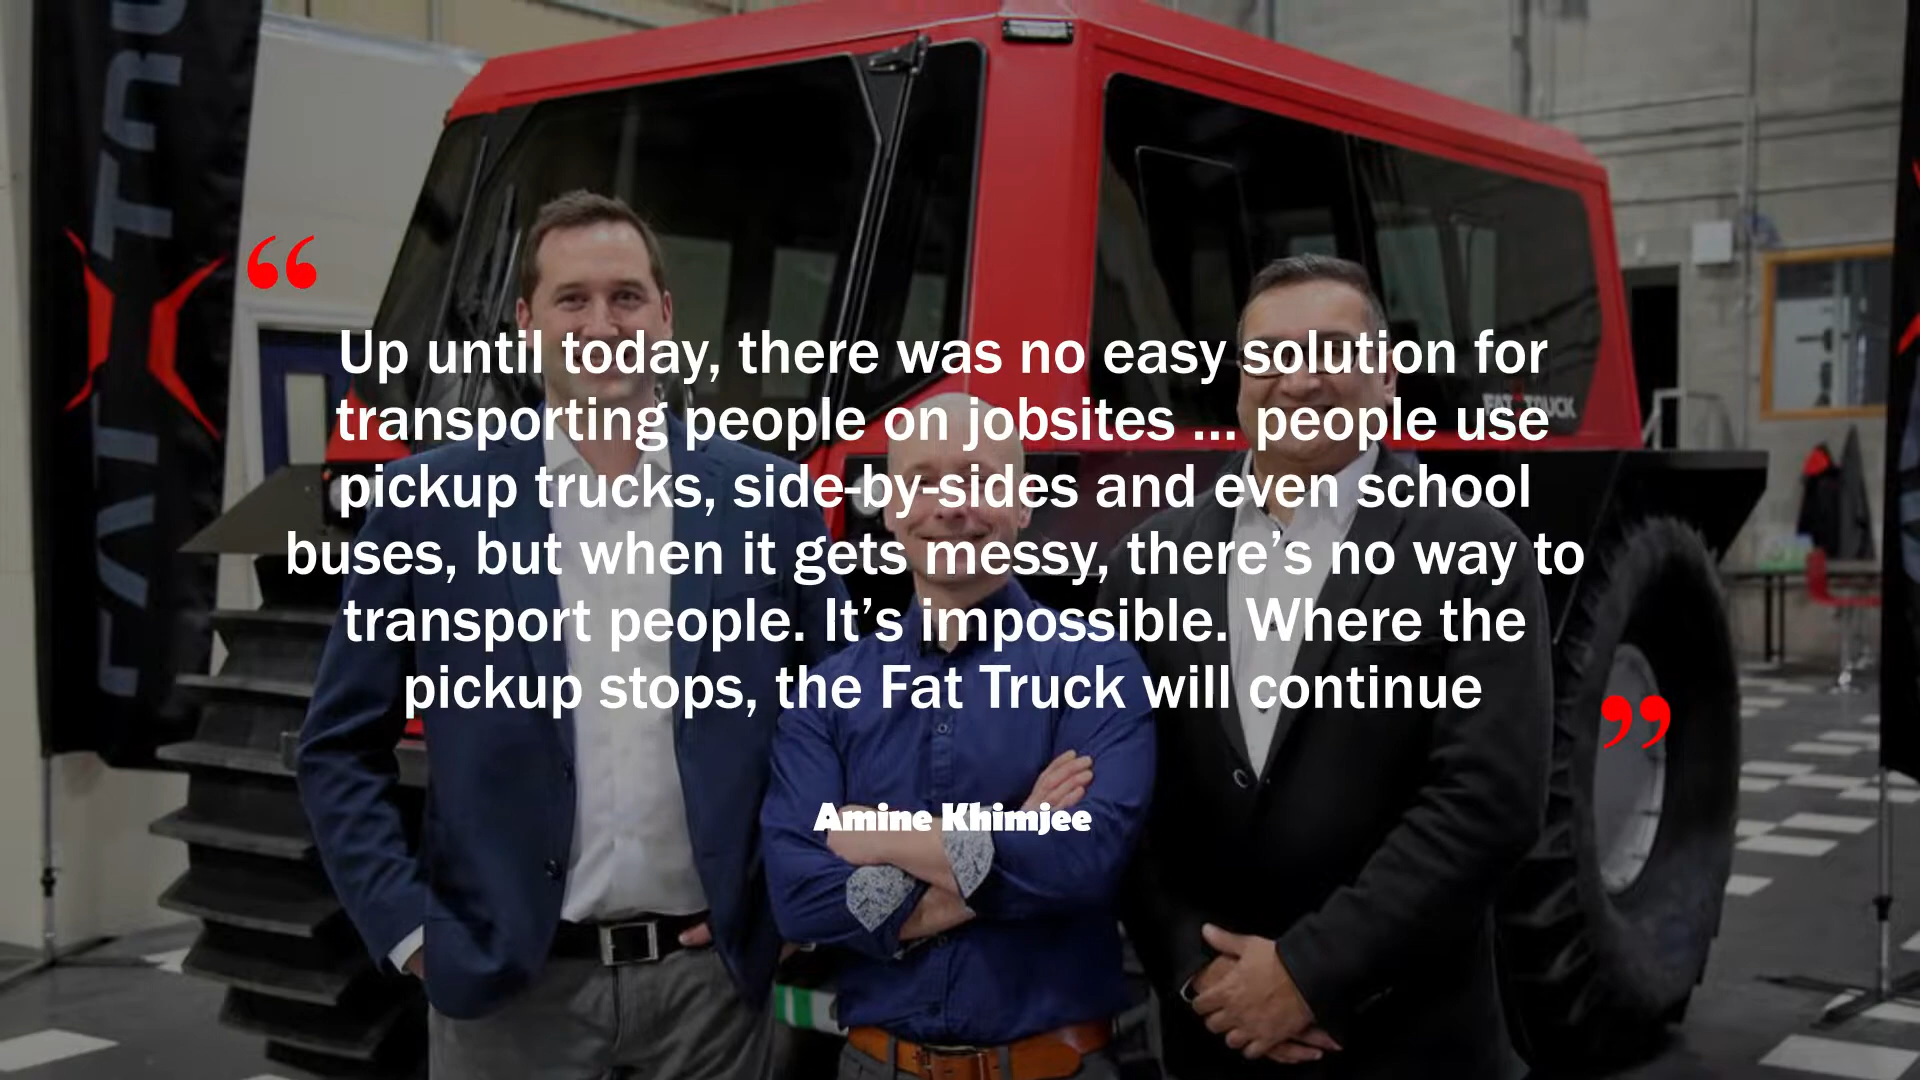 “
Up until today, there was no easy solution for
transporting people on jobsites ... people use
pickup trucks, side-by-sides and even school
buses, but when it gets messy, there’s no way to
transport people. It’s impossible. Where the
pickup stops, the Fat Truck will continue
”
Amine Khimjee
FAT TRUCK